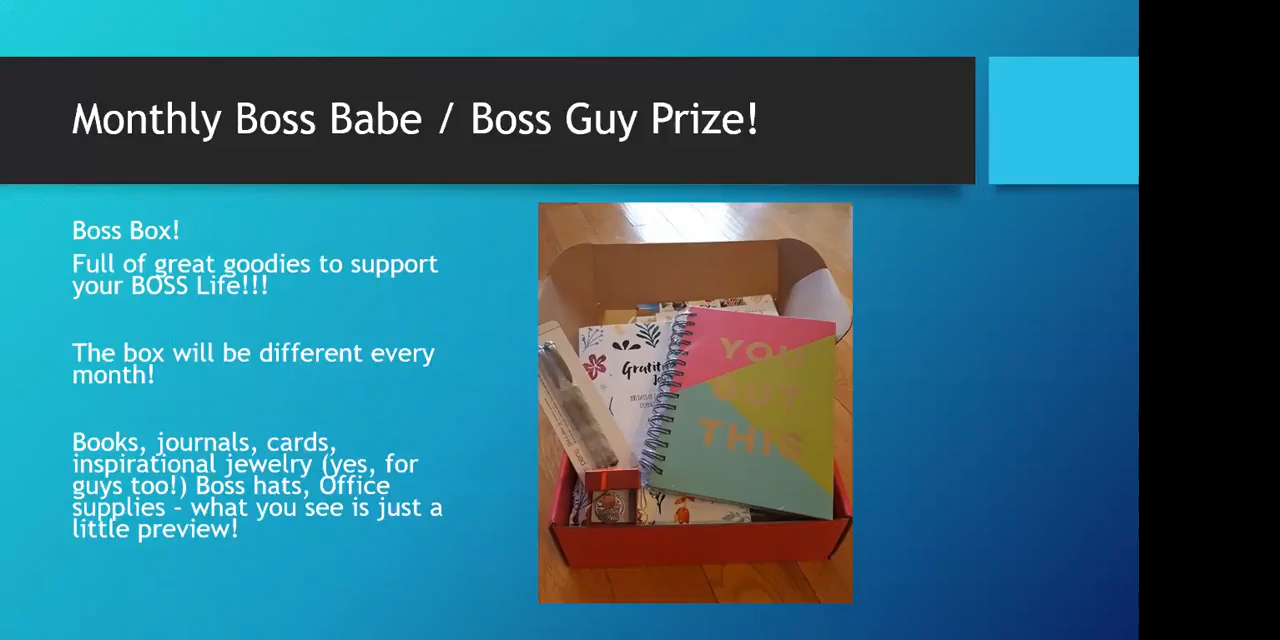 Monthly Boss Babe / Boss Guy Prize!
Boss Box!
Full of great goodies to support
your BOSS Life!!!
The box will be different every
month!
Books, journals, cards,
inspirational jewelry (yes, for
guys too!) Boss hats, Office
supplies - what you see is just a
little preview!
YOU
GOT
THIS